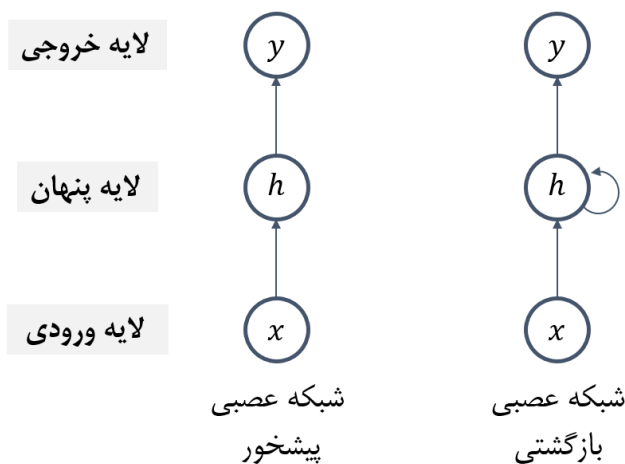 لایه خروجی
y
y
لایه پنهان
h
h
لایه ورودی
x
x
شبکه عصبی
پیشخور
شبکه عصبی
بازگشتی